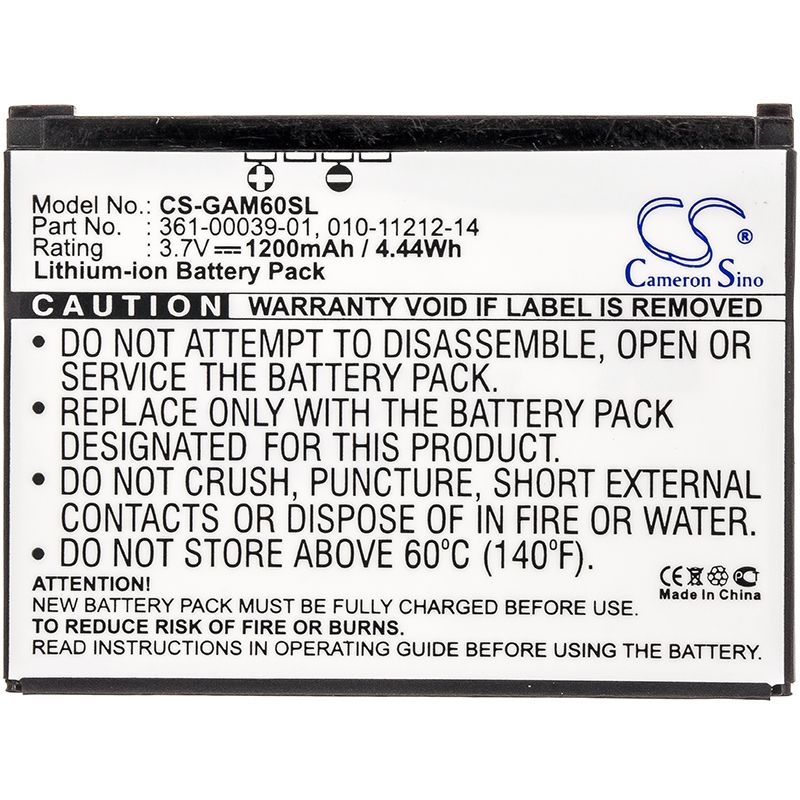 Model No.: CS-GAM60SL
Part No. : 361-00039-01, 010-11212-14
Rating : 3.7V 1200mAh / 4.44Wh
Lithium-ion Battery Pack
CS ®
Cameron Sino
CAUTION WARRANTY VOID IF LABEL IS REMOVED
• DO NOT ATTEMPT TO DISASSEMBLE, OPEN OR
SERVICE THE BATTERY PACK.
• REPLACE ONLY WITH THE BATTERY PACK
DESIGNATED FOR THIS PRODUCT.
• DO NOT CRUSH, PUNCTURE, SHORT EXTERNAL
CONTACTS OR DISPOSE OF IN FIRE OR WATER.
• DO NOT STORE ABOVE 60°C (140°F).
CE
Made In China
ATTENTION:
NEW BATTERY PACK MUST BE FULLY CHARGED BEFORE USE.
TO REDUCE RISK OF FIRE OR BURNS.
READ INSTRUCTIONS IN OPERATING GUIDE BEFORE USING THE BATTERY.